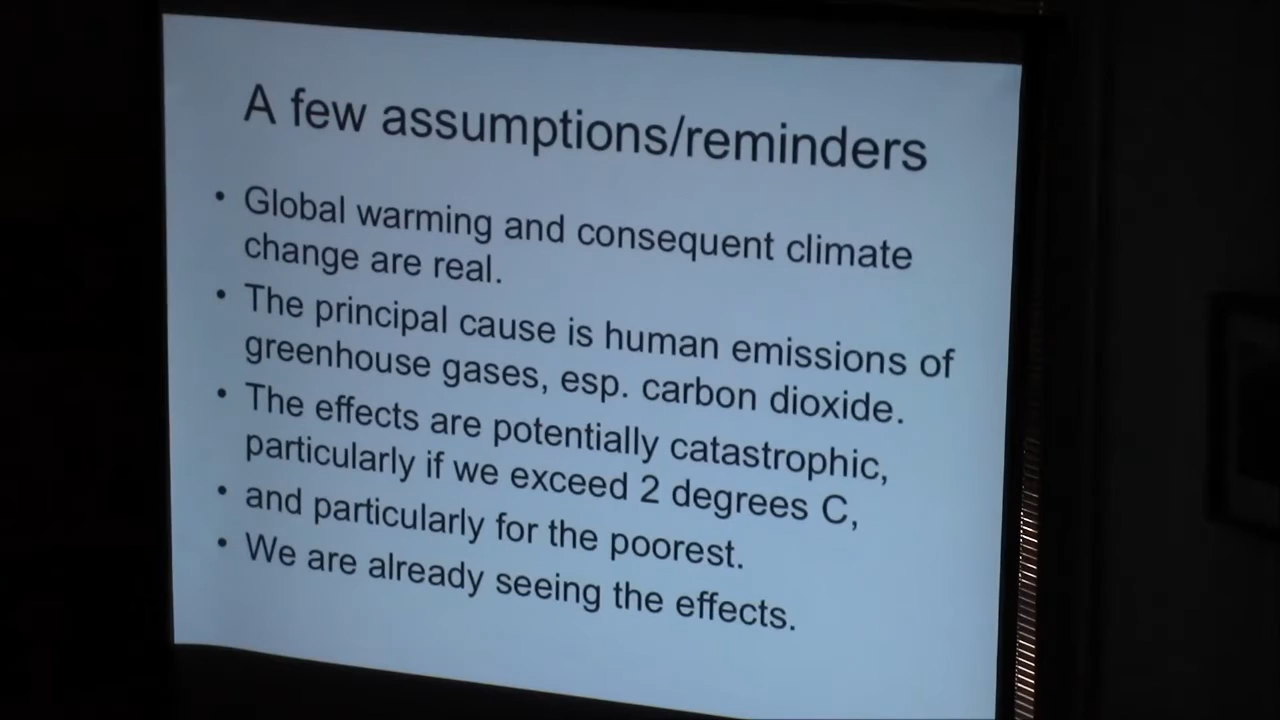 A few assumptions/reminders
• Global warming and consequent climate
change are real.
• The principal cause is human emissions of
greenhouse gases, esp. carbon dioxide.
• The effects are potentially catastrophic,
particularly if we exceed 2 degrees C,
• and particularly for the poorest.
• We are already seeing the effects.